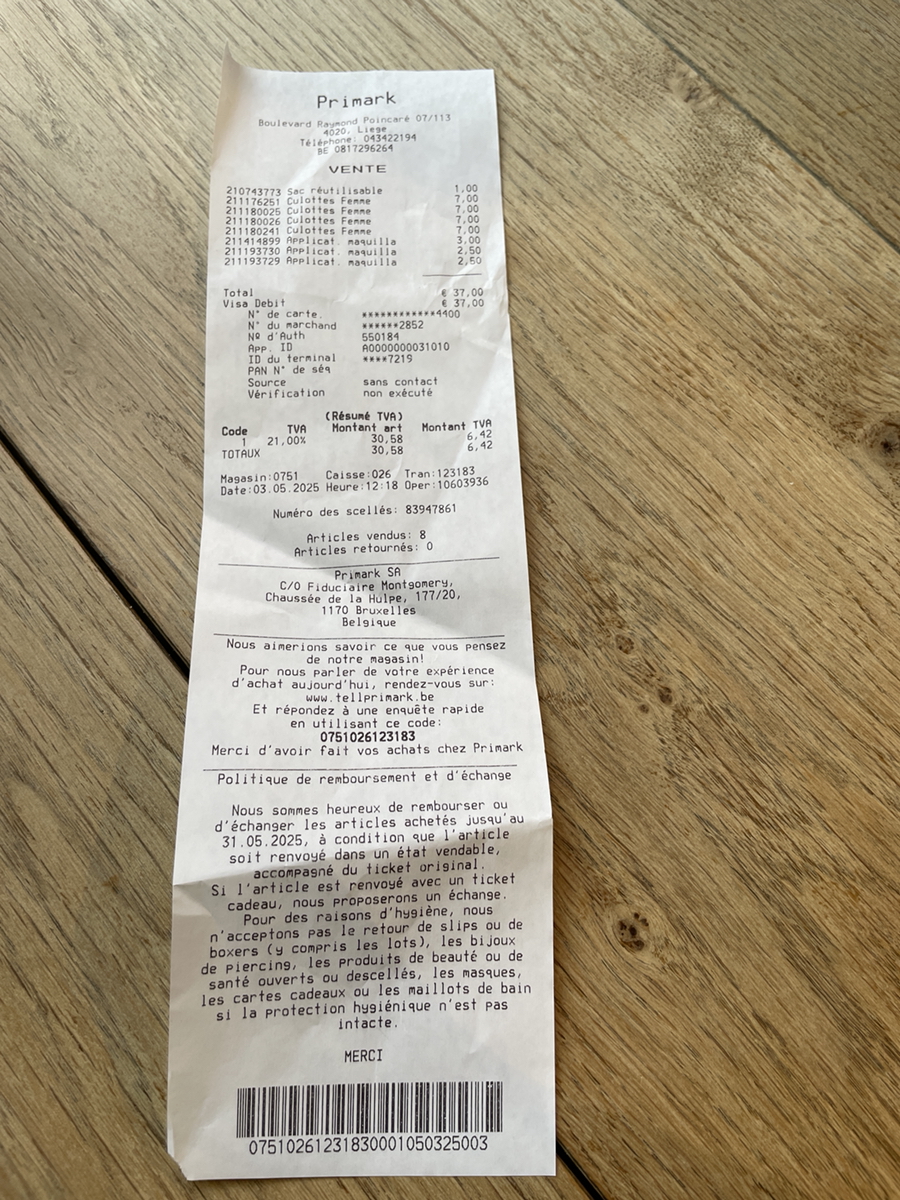 Primark
Boulevard Raymond Poincaré 07/113
4020, Liege
Téléphone: 043422194
BE 0817296264
VENTE
210743773 Sac réutilisable 1,00
211176251 Culottes Femme 7,00
211180025 Culottes Femme 7,00
211180026 Culottes Femme 7,00
211180241 Culottes Femme 7,00
211414899 Applicat. maquilla 3,00
211193730 Applicat. maquilla 2,50
211193729 Applicat. maquilla 2,50
Total € 37,00
Visa Debit € 37,00
N° de carte. ************4400
N° du marchand ******2852
Nº d'Auth 550184
App. ID A0000000031010
ID du terminal ****7219
PAN N° de séq
Source sans contact
Vérification non exécuté
(Résumé TVA)
Code TVA Montant art Montant TVA
1 21,00% 30,58 6,42
TOTAUX 30,58 6,42
Magasin:0751 Caisse:026 Tran:123183
Date:03.05.2025 Heure:12:18 Oper:10603936
Numéro des scellés: 83947861
Articles vendus: 8
Articles retournés: 0
Primark SA
C/O Fiduciaire Montgomery,
Chaussée de la Hulpe, 177/20,
1170 Bruxelles
Belgique
Nous aimerions savoir ce que vous pensez
de notre magasin!
Pour nous parler de votre expérience
d'achat aujourd'hui, rendez-vous sur:
www.tellprimark.be
Et répondez à une enquête rapide
en utilisant ce code:
0751026123183
Merci d'avoir fait vos achats chez Primark
Politique de remboursement et d'échange
Nous sommes heureux de rembourser ou
d'échanger les articles achetés jusqu'au
31.05.2025, à condition que l'article
soit renvoyé dans un état vendable,
accompagné du ticket original.
Si l'article est renvoyé avec un ticket
cadeau, nous proposerons un échange.
Pour des raisons d'hygiène, nous
n'acceptons pas le retour de slips ou de
boxers (y compris les lots), les bijoux
de piercing, les produits de beauté ou de
santé ouverts ou descellés, les masques,
les cartes cadeaux ou les maillots de bain
si la protection hygiénique n'est pas
intacte.
MERCI
0751026123183000105032​5003